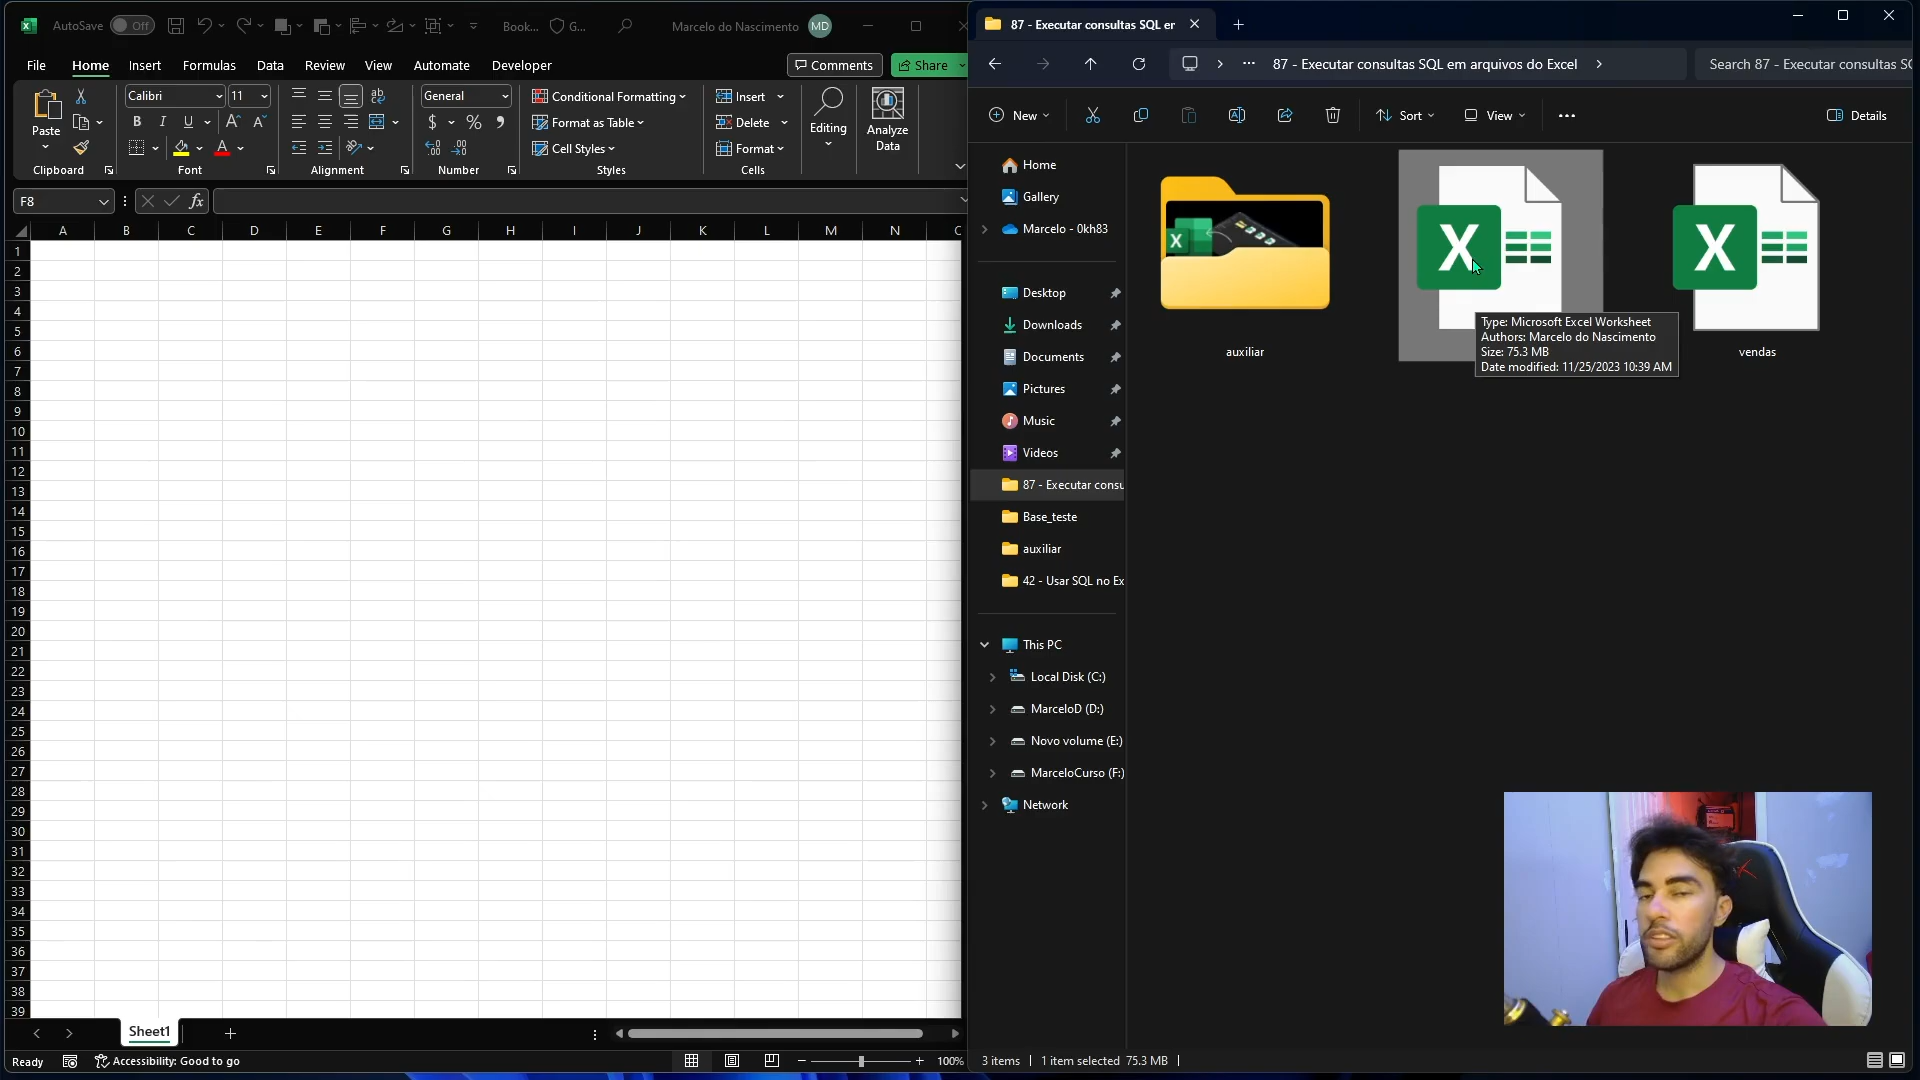 AutoSave Off Book... G... Marcelo do Nascimento MD
File Home Insert Formulas Data Review View Automate Developer Comments Share
Paste
Clipboard
Calibri 11
B I U
Font
ab
Alignment
General
$ % 9
Number
Conditional Formatting
Format as Table
Cell Styles
Styles
Insert
Delete
Format
Cells
Editing
Analyze
Data
F8 fx
A B C D E F G H I J K L M N
1
2
3
4
5
6
7
8
9
10
11
12
13
14
15
16
17
18
19
20
21
22
23
24
25
26
27
28
29
30
31
32
33
34
35
36
37
38
39
Sheet1
Ready Accessibility: Good to go 100%
87 - Executar consultas SQL er
87 - Executar consultas SQL em arquivos do Excel
Search 87 - Executar consultas SQ
New Sort View Details
Home
Gallery
Marcelo - 0kh83
Desktop
Downloads
Documents
Pictures
Music
Videos
87 - Executar consu
Base_teste
auxiliar
42 - Usar SQL no Ex
This PC
Local Disk (C:)
MarceloD (D:)
Novo volume (E:)
MarceloCurso (F:)
Network
X
auxiliar
X
X
vendas
Type: Microsoft Excel Worksheet
Authors: Marcelo do Nascimento
Size: 75.3 MB
Date modified: 11/25/2023 10:39 AM
3 items 1 item selected 75.3 MB